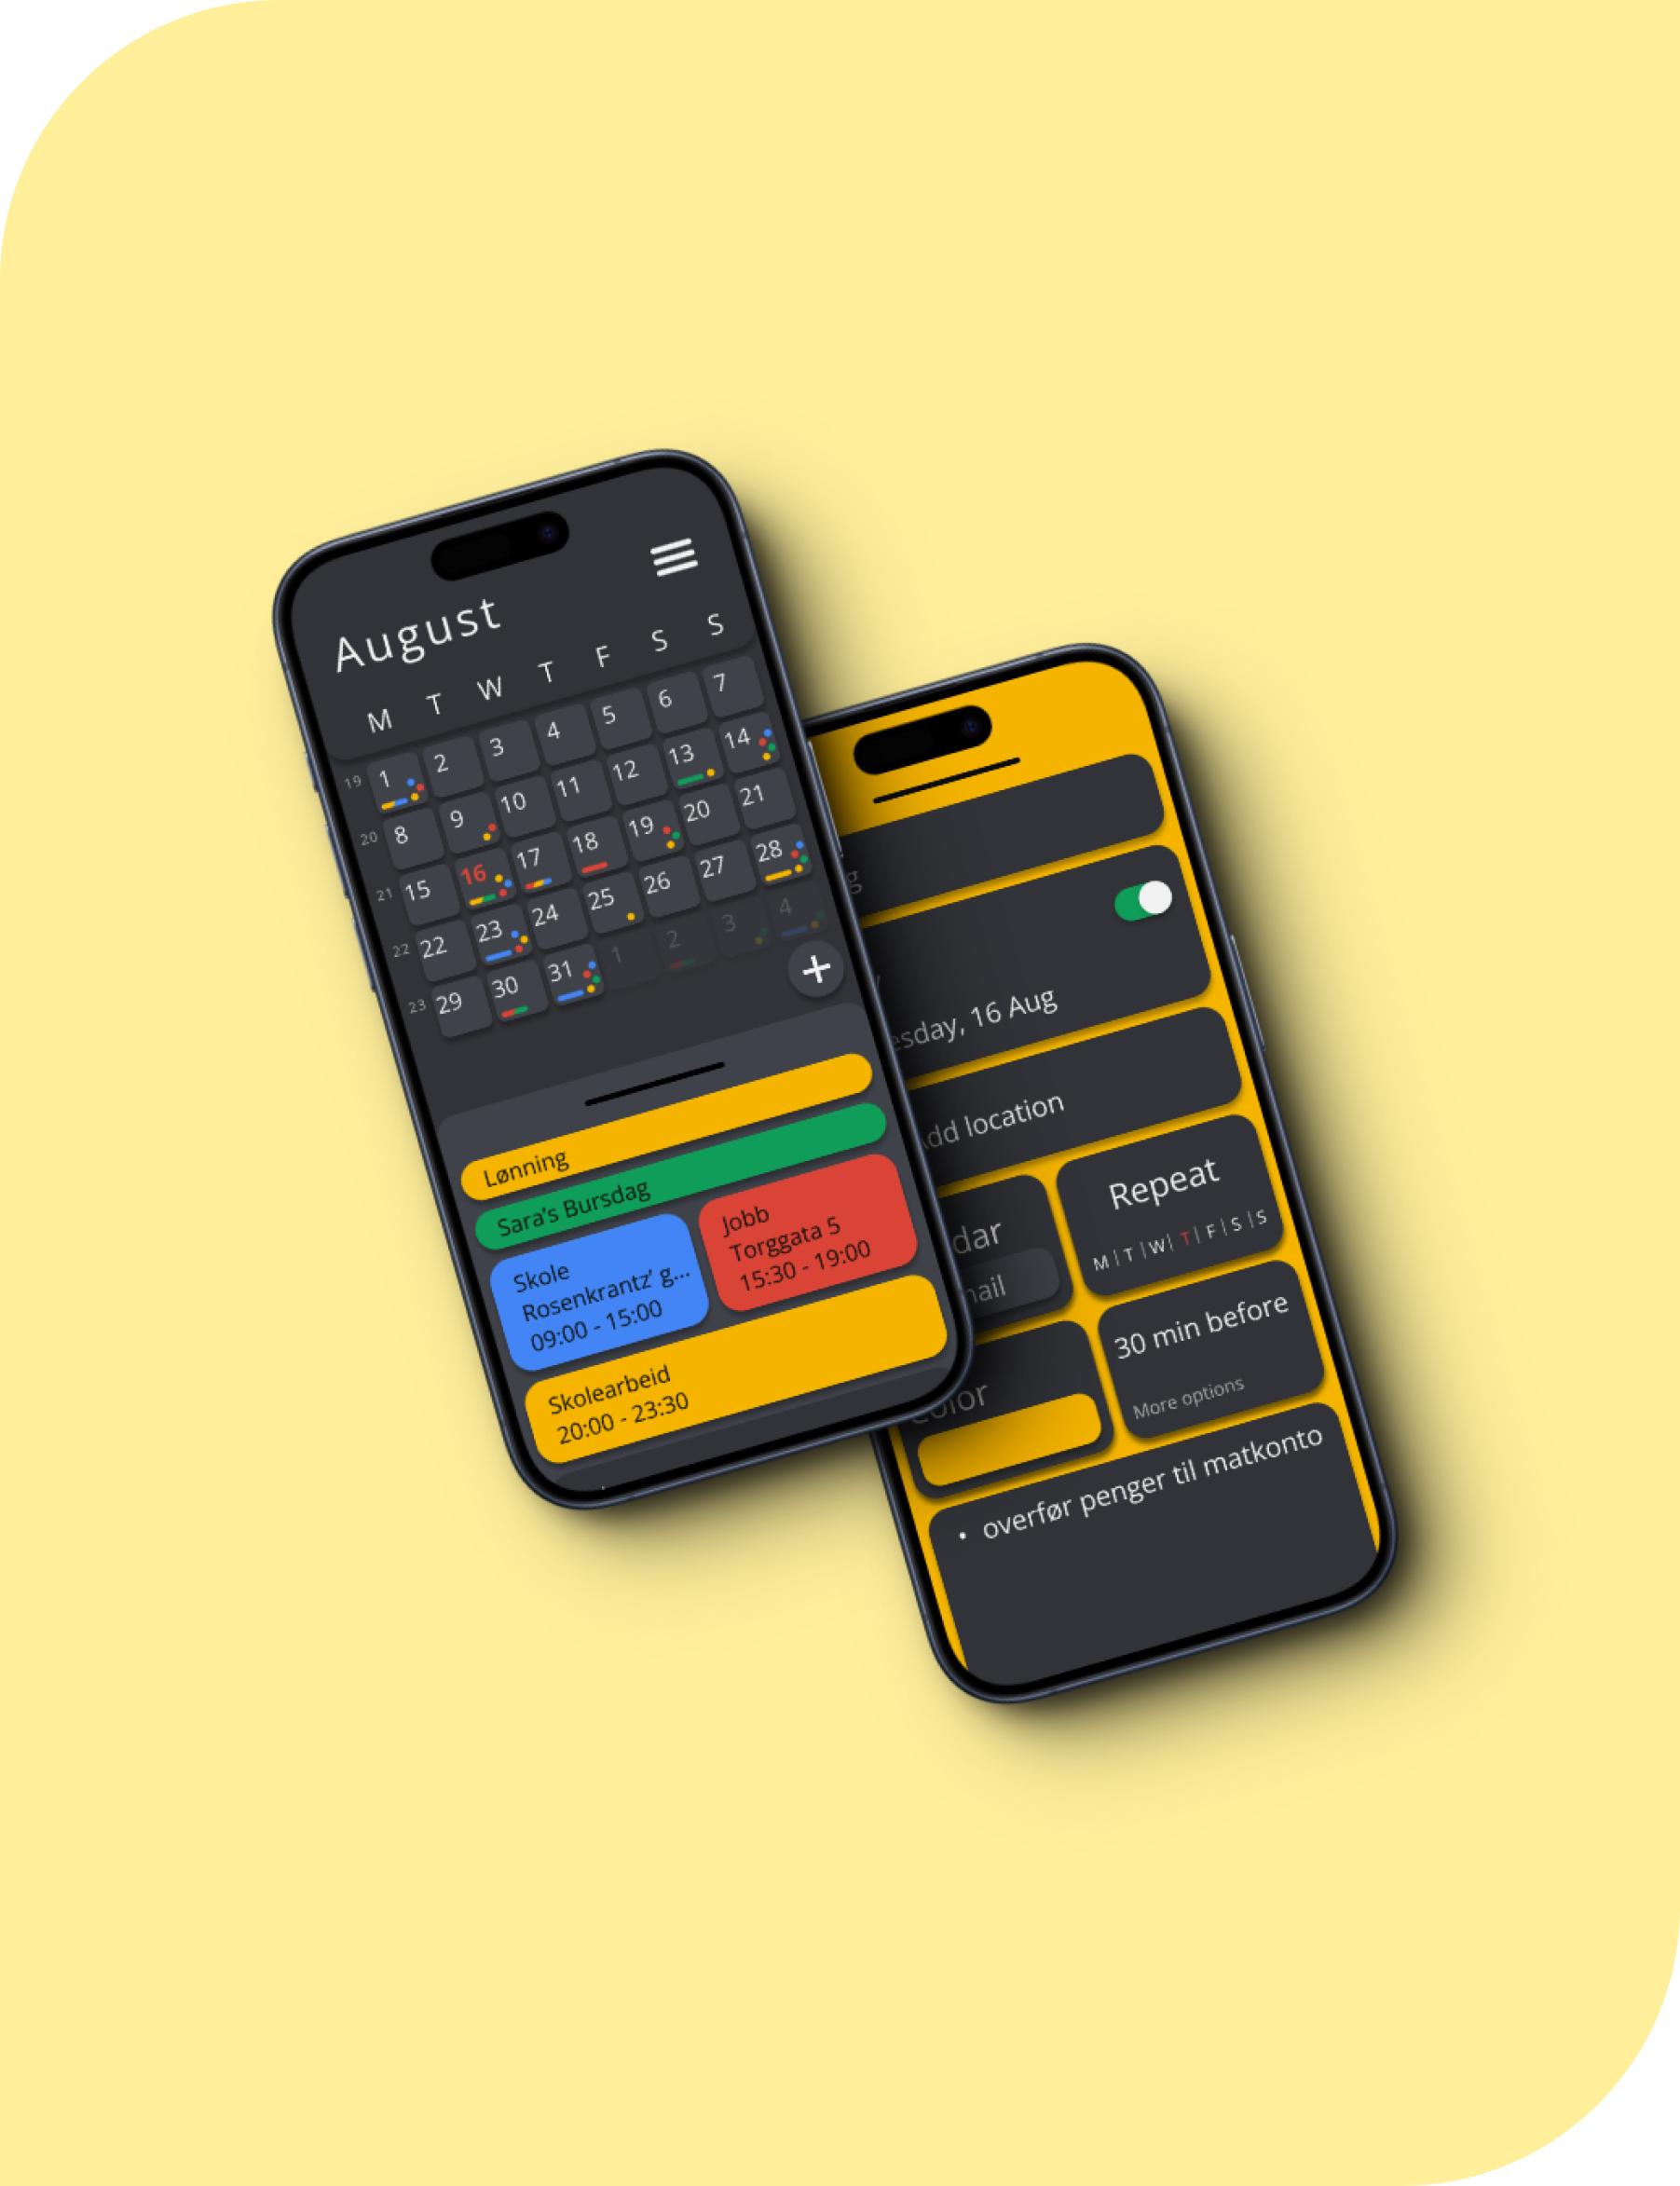 August
M T W T F S S
19 1 2 3 4 5 6 7
20 8 9 10 11 12 13 14
21 15 16 17 18 19 20 21
22 22 23 24 25 26 27 28
23 29 30 31 1 2 3 4
Lønning
Sara's Bursdag
Skole
Rosenkrantz' g...
09:00 - 15:00
Jobb
Torggata 5
15:30 - 19:00
Skolearbeid
20:00 - 23:30
g
y
esday, 16 Aug
Add location
dar
mail
Repeat
M | T | W | T | F | S | S
Color
30 min before
More options
• overfør penger til matkonto